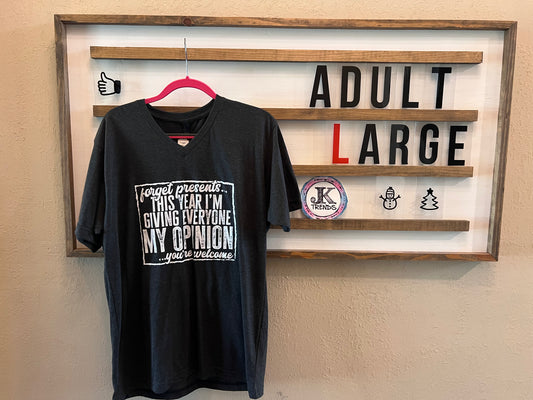 ADULT
LARGE
JK
TRENDS
forget presents...
THIS YEAR I'M
GIVING EVERYONE
MY OPINION
...you're welcome